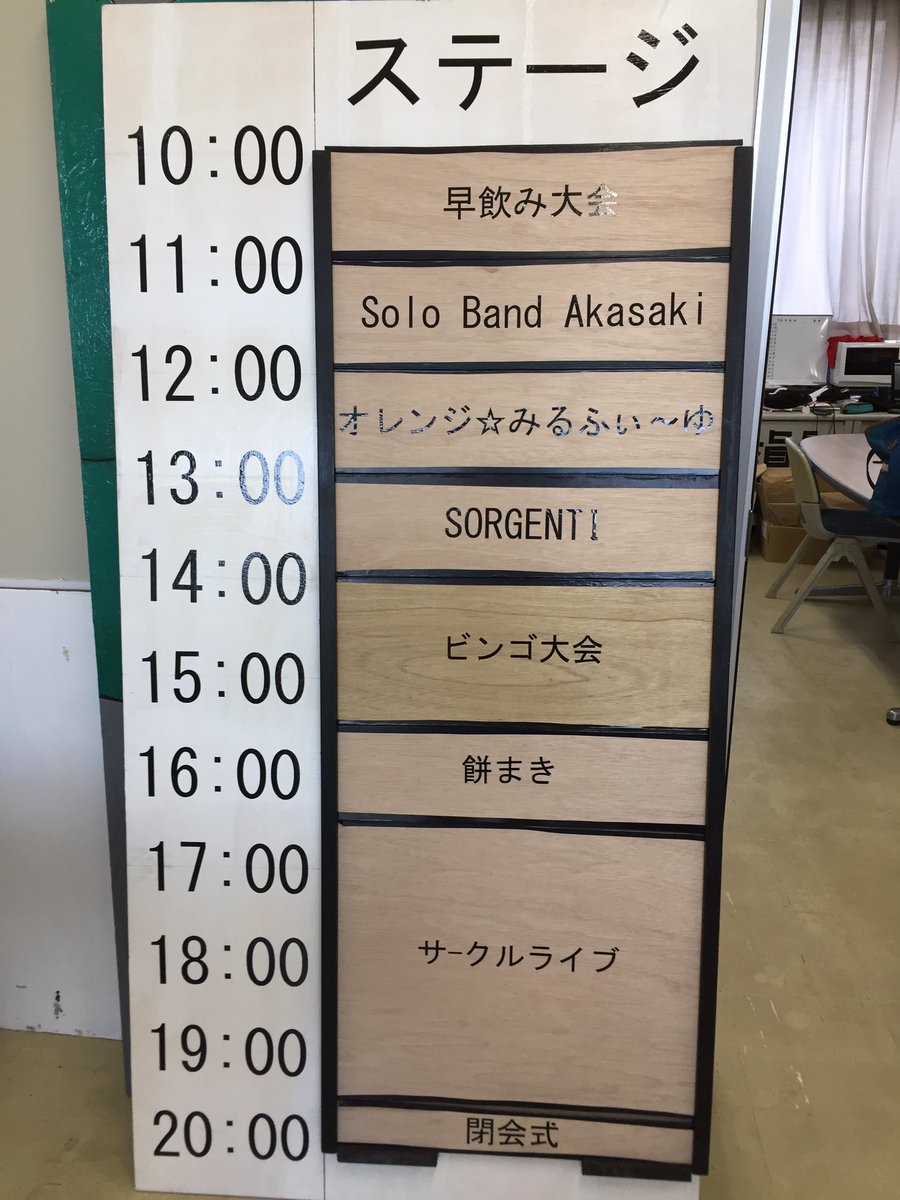 ステージ
10:00
早飲み大会
11:00
Solo Band Akasaki
12:00
オレンジ☆みるふぃ〜ゆ
13:00
SORGENTI
14:00
ビンゴ大会
15:00
16:00
餅まき
17:00
サークルライブ
18:00
19:00
20:00
閉会式